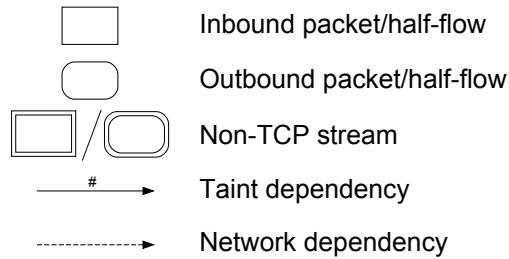 Inbound packet/half-flow
Outbound packet/half-flow
Non-TCP stream
# Taint dependency
Network dependency